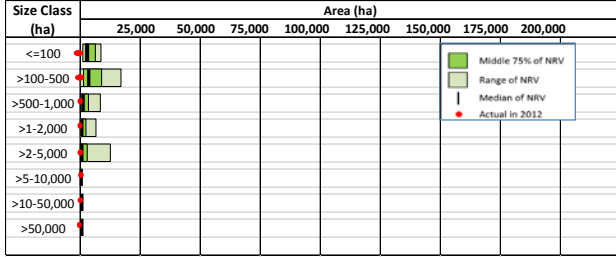 Size Class (ha)
Area (ha)
25,000 50,000 75,000 100,000 125,000 150,000 175,000 200,000
<=100
>100-500
>500-1,000
>1-2,000
>2-5,000
>5-10,000
>10-50,000
>50,000
Middle 75% of NRV
Range of NRV
Median of NRV
Actual in 2012